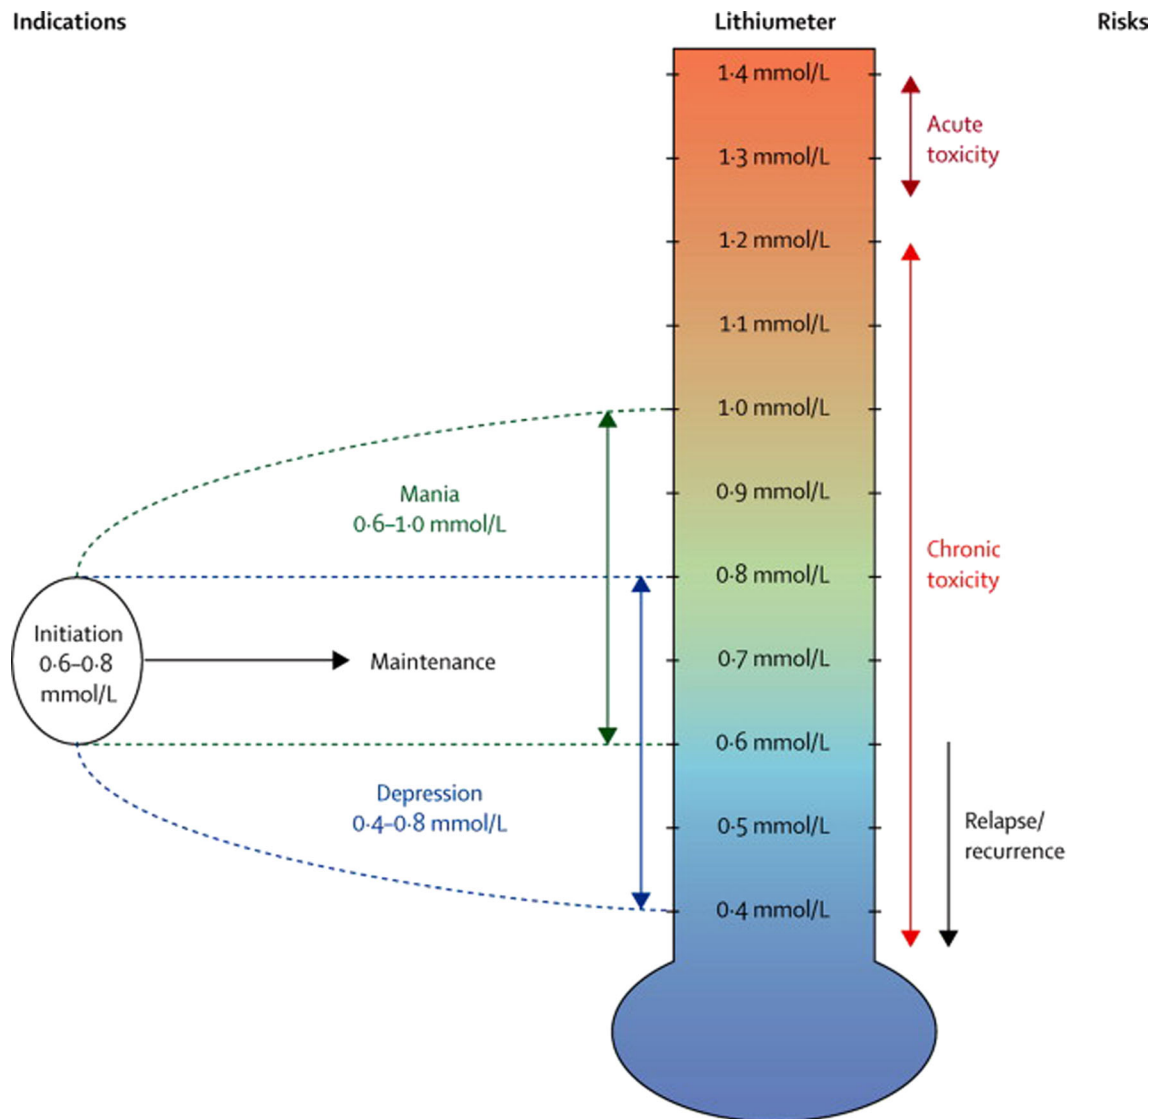 Indications
Lithiumeter
Risks
1·4 mmol/L
1·3 mmol/L
1·2 mmol/L
1·1 mmol/L
1·0 mmol/L
0·9 mmol/L
0·8 mmol/L
0·7 mmol/L
0·6 mmol/L
0·5 mmol/L
0·4 mmol/L
Acute
toxicity
Chronic
toxicity
Relapse/
recurrence
Mania
0·6–1·0 mmol/L
Initiation
0·6–0·8
mmol/L
Maintenance
Depression
0·4–0·8 mmol/L